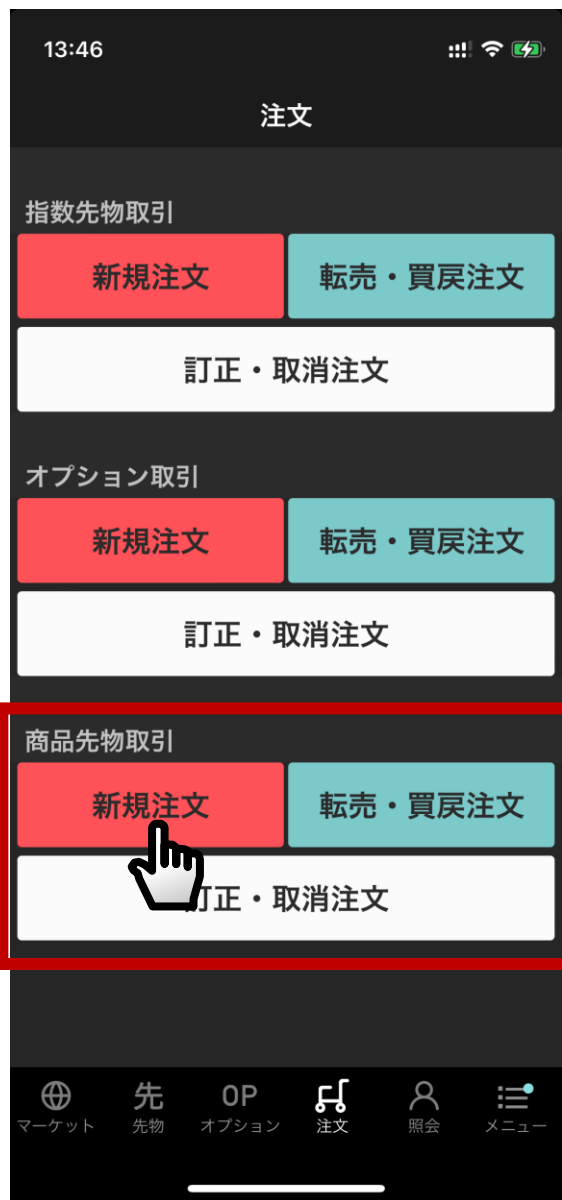 13:46
注文
指数先物取引
新規注文
転売・買戻注文
訂正・取消注文
オプション取引
新規注文
転売・買戻注文
訂正・取消注文
商品先物取引
新規注文
転売・買戻注文
訂正・取消注文
先
OP
マーケット
先物
オプション
注文
照会
メニュー